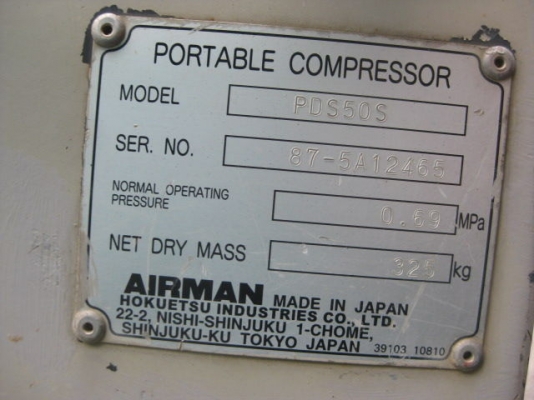 PORTABLE COMPRESSOR
MODEL PDS50S
SER. NO. 87-5A12465
NORMAL OPERATING
PRESSURE 0.69 MPa
NET DRY MASS 325 kg
AIRMAN MADE IN JAPAN
HOKUETSU INDUSTRIES CO., LTD.
22-2, NISHI-SHINJUKU 1-CHOME,
SHINJUKU-KU TOKYO JAPAN 39103 10810